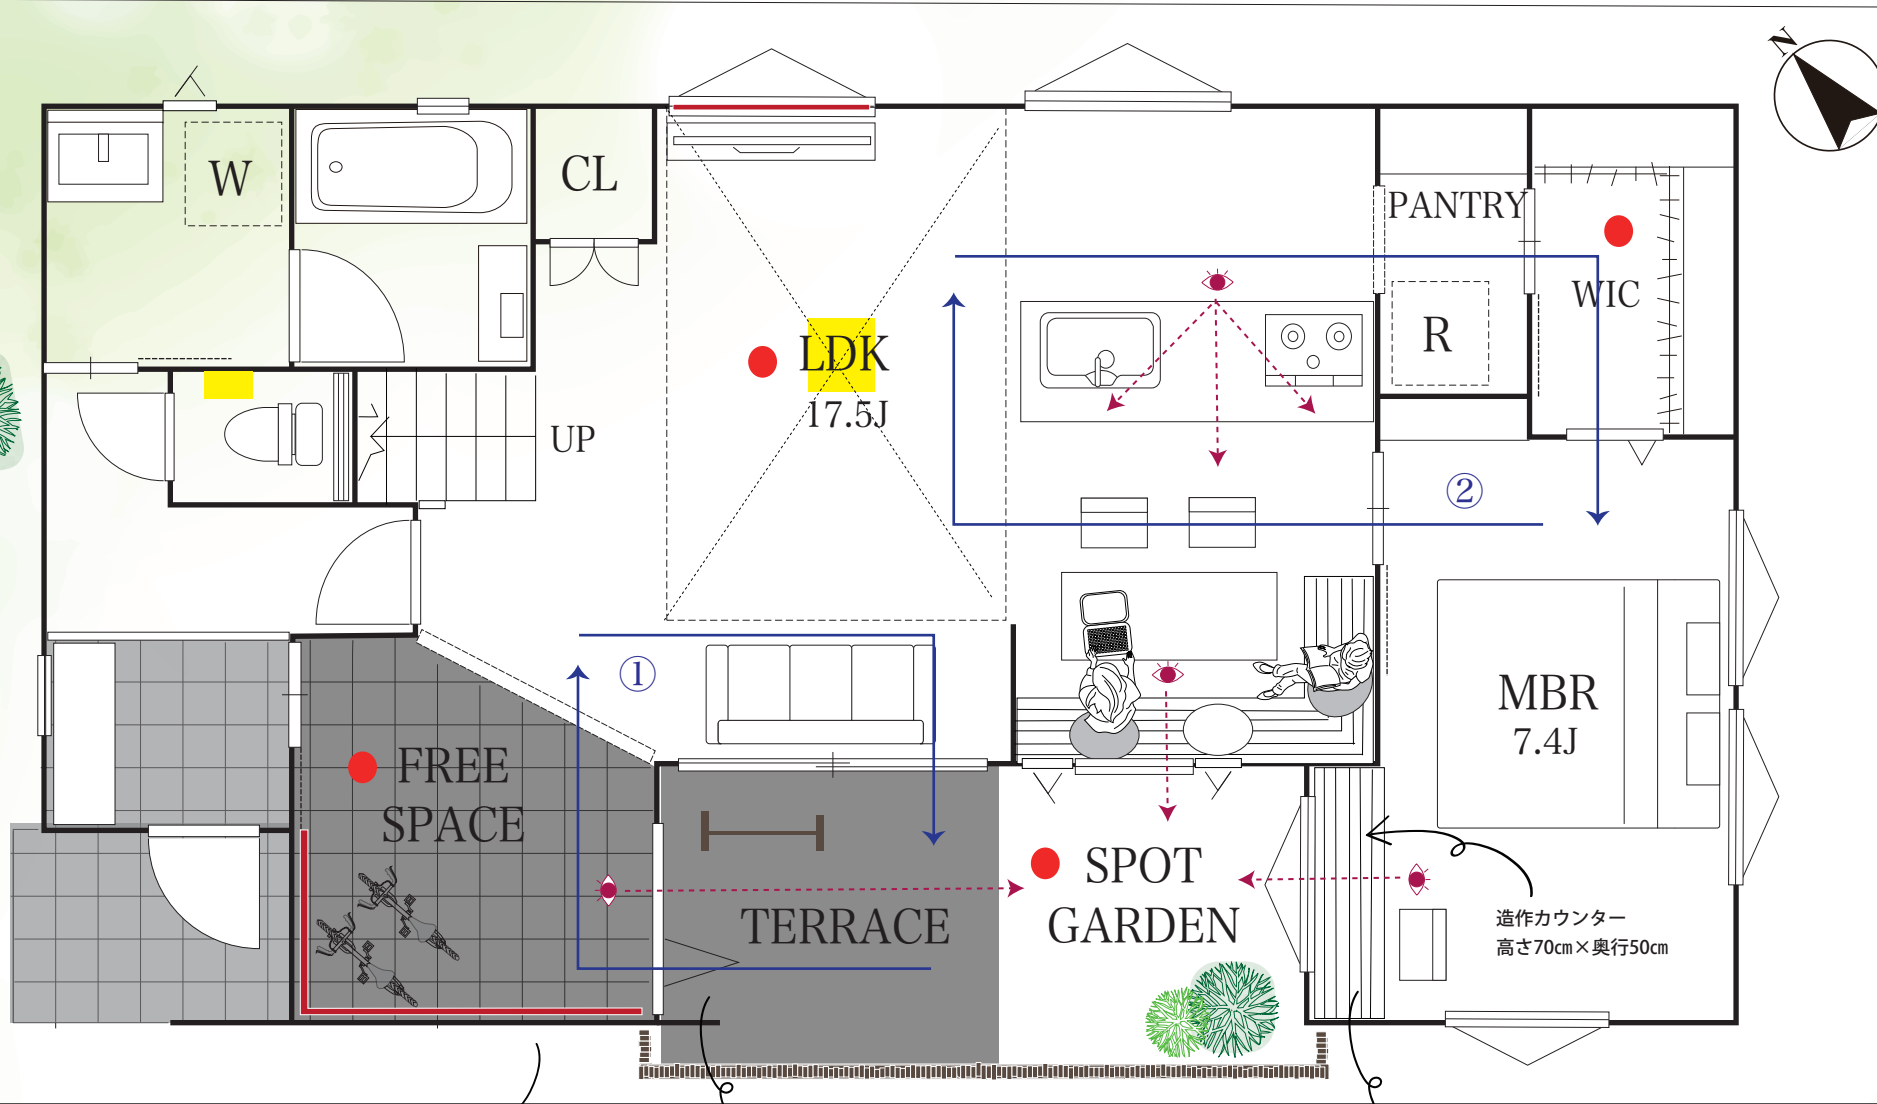 N
W
CL
PANTRY
WIC
R
LDK
17.5J
UP
②
①
MBR
7.4J
FREE
SPACE
SPOT
GARDEN
TERRACE
造作カウンター
高さ70㎝×奥行50㎝